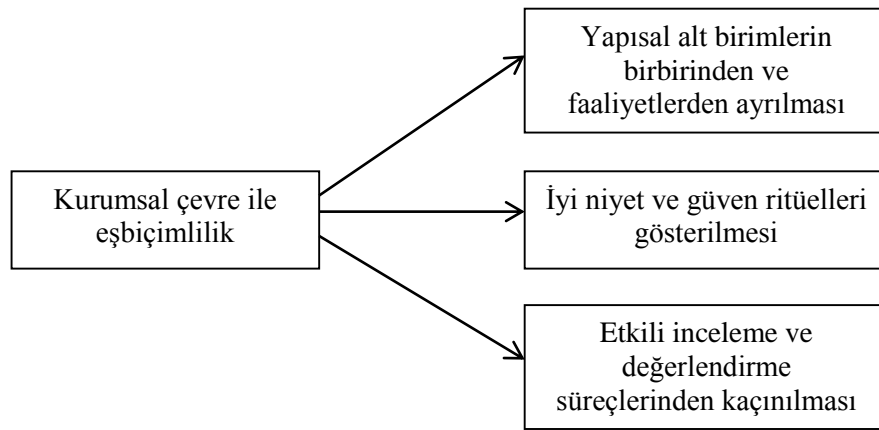 Yapısal alt birimlerin
birbirinden ve
faaliyetlerden ayrılması
Kurumsal çevre ile
eşbiçimlilik
İyi niyet ve güven ritüelleri
gösterilmesi
Etkili inceleme ve
değerlendirme
süreçlerinden kaçınılması